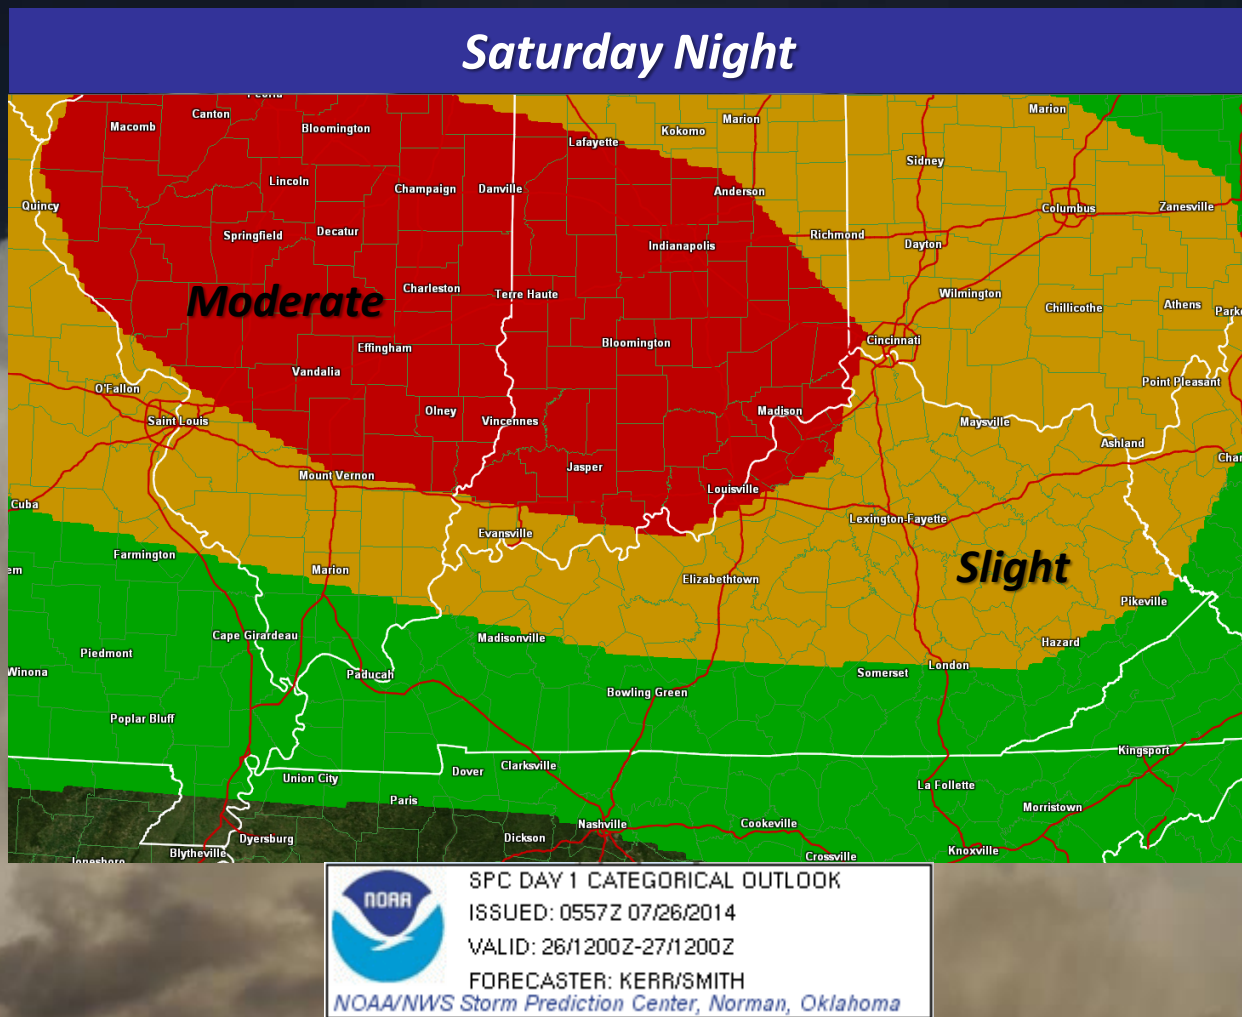 Saturday Night
Peoria
Canton
Macomb
Bloomington
Marion
Marion
Kokomo
Lafayette
Sidney
Lincoln
Champaign
Danville
Anderson
Quincy
Columbus
Zanesville
Springfield
Decatur
Richmond
Dayton
Indianapolis
Charleston
Terre Haute
Wilmington
Moderate
Chillicothe
Athens
Parke
Effingham
Bloomington
Cincinnati
Vandalia
O'Fallon
Point Pleasant
Saint Louis
Olney
Vincennes
Madison
Maysville
Ashland
Char
Jasper
Mount Vernon
Louisville
Cuba
Evansville
Lexington-Fayette
Farmington
em
Marion
Elizabethtown
Slight
Pikeville
Cape Girardeau
Madisonville
Hazard
Piedmont
Winona
Paducah
Somerset
London
Bowling Green
Poplar Bluff
Kingsport
Union City
Dover
Clarksville
La Follette
Paris
Morristown
Nashville
Cookeville
Dyersburg
Dickson
Blytheville
Jonesboro
Crossville
Knoxville
NOAA
SPC DAY 1 CATEGORICAL OUTLOOK
ISSUED: 0557Z 07/26/2014
VALID: 26/1200Z-27/1200Z
FORECASTER: KERR/SMITH
NOAA/NWS Storm Prediction Center, Norman, Oklahoma